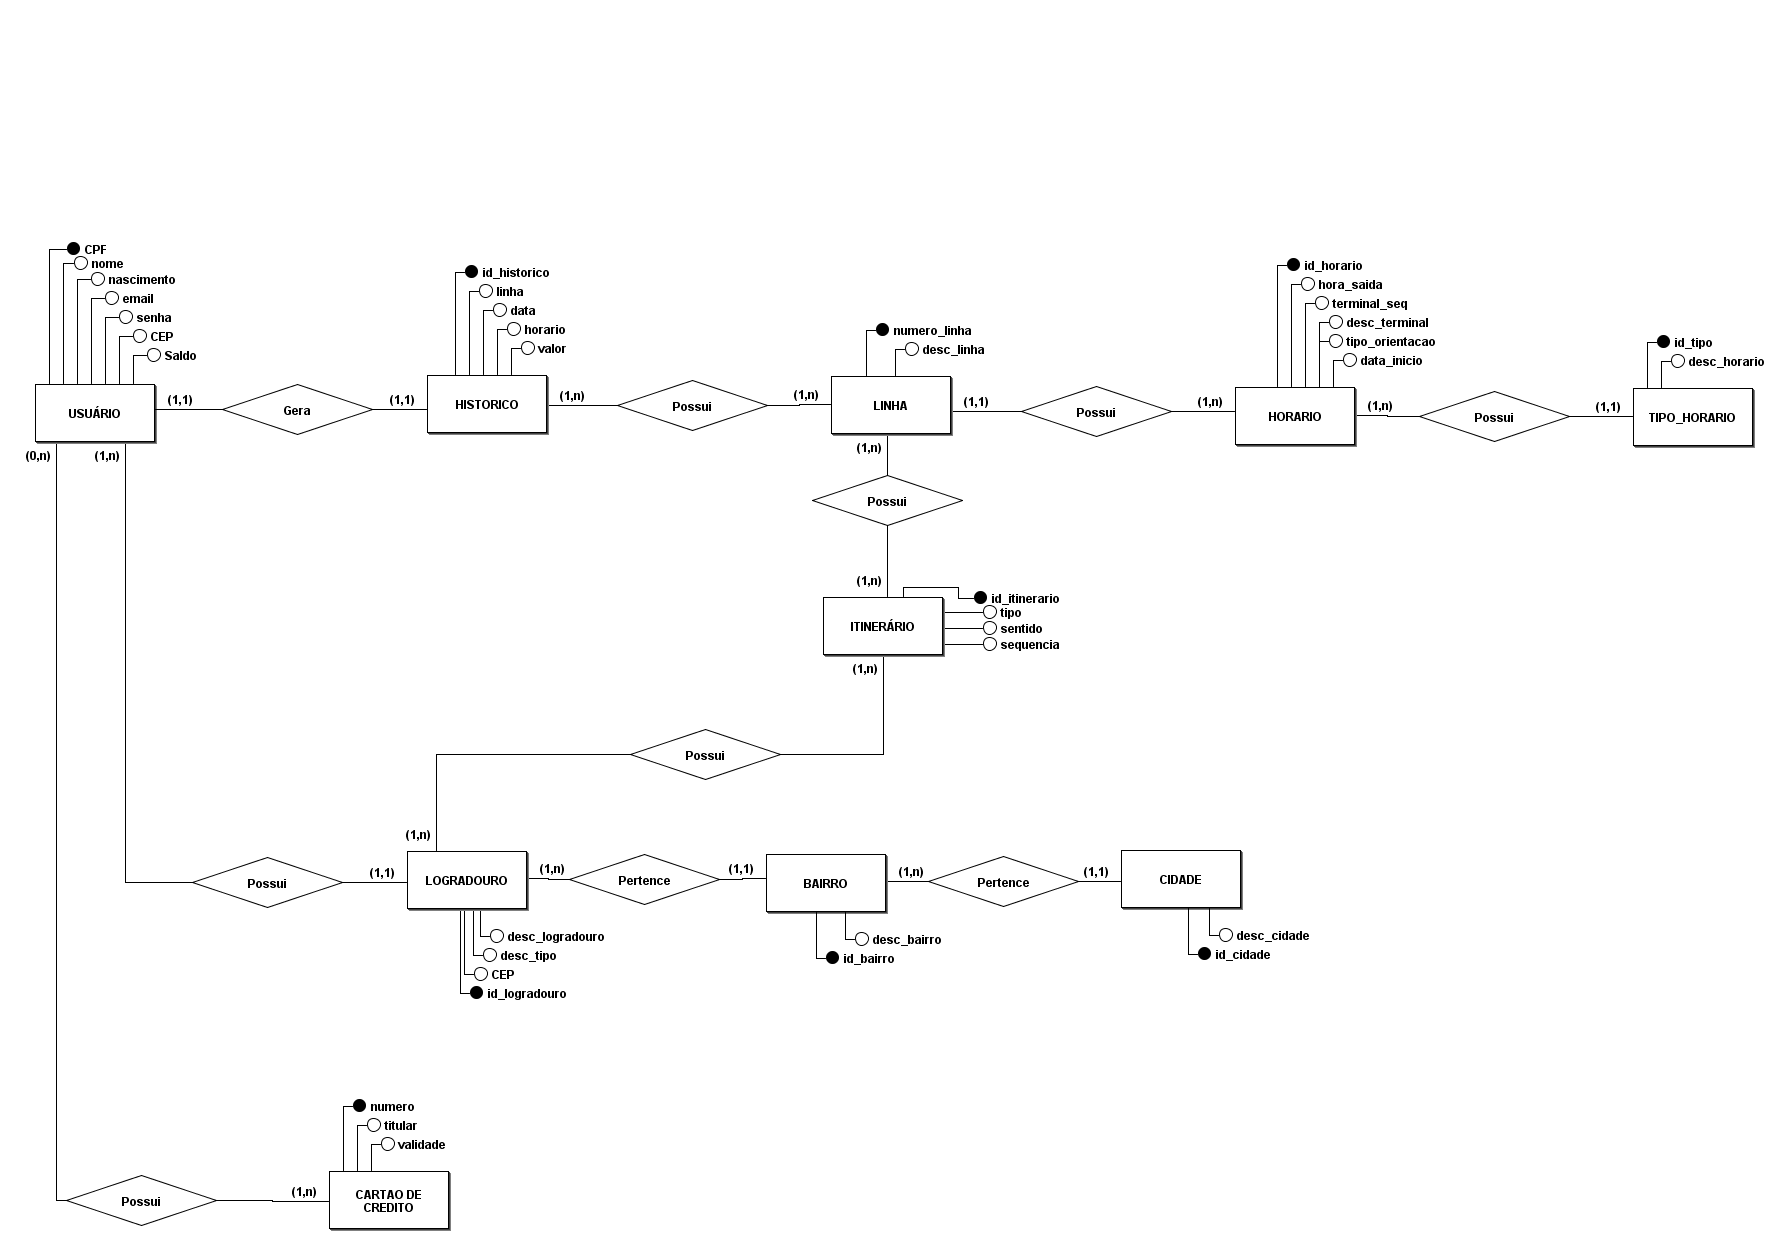 CPF
nome
nascimento
email
senha
CEP
Saldo
USUÁRIO
(1,1)
Gera
(1,1)
id_historico
linha
data
horario
valor
HISTORICO
(1,n)
Possui
(1,n)
numero_linha
desc_linha
LINHA
(1,1)
Possui
(1,n)
id_horario
hora_saida
terminal_seq
desc_terminal
tipo_orientacao
data_inicio
HORARIO
(1,n)
Possui
(1,1)
id_tipo
desc_horario
TIPO_HORARIO
(0,n)
(1,n)
(1,n)
Possui
(1,n)
id_itinerario
tipo
sentido
sequencia
ITINERÁRIO
(1,n)
Possui
(1,n)
Possui
(1,1)
LOGRADOURO
(1,n)
Pertence
(1,1)
BAIRRO
(1,n)
Pertence
(1,1)
CIDADE
desc_logradouro
desc_tipo
CEP
id_logradouro
desc_bairro
id_bairro
desc_cidade
id_cidade
numero
titular
validade
Possui
(1,n)
CARTAO DE
CREDITO